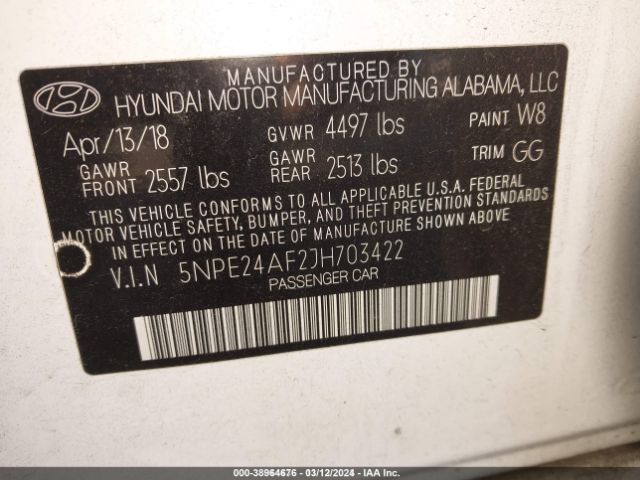 MANUFACTURED BY
HYUNDAI MOTOR MANUFACTURING ALABAMA, LLC
Apr/13/18 GVWR 4497 lbs PAINT W8
GAWR FRONT 2557 lbs GAWR REAR 2513 lbs TRIM GG
THIS VEHICLE CONFORMS TO ALL APPLICABLE U.S.A. FEDERAL
MOTOR VEHICLE SAFETY, BUMPER, AND THEFT PREVENTION STANDARDS
IN EFFECT ON THE DATE OF MANUFACTURE SHOWN ABOVE
V.I.N 5NPE24AF2JH703422
PASSENGER CAR
000-38964676 - 03/12/2024 - IAA Inc.